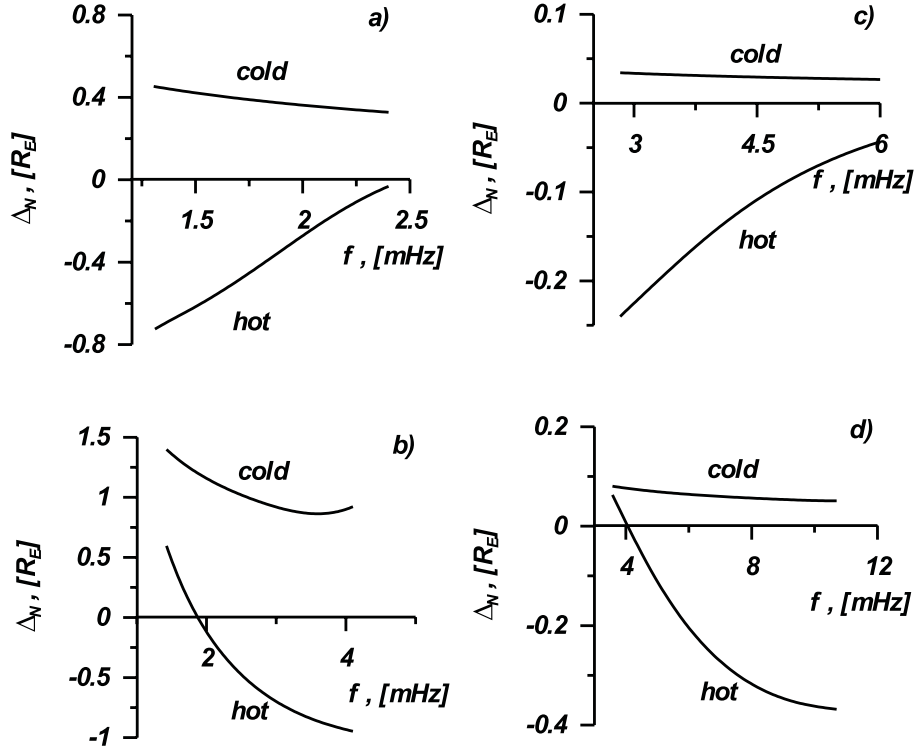 0.8
a)
cold
0.4
0
Δ_N , [R_E]
1.5
2
2.5
f , [mHz]
-0.4
hot
-0.8
0.1
c)
cold
0
3
4.5
6
Δ_N , [R_E]
f , [mHz]
-0.1
hot
-0.2
1.5
b)
cold
1
0.5
Δ_N , [R_E]
0
2
4
-0.5
f , [mHz]
hot
-1
0.2
d)
cold
0
4
8
12
Δ_N , [R_E]
f , [mHz]
-0.2
hot
-0.4